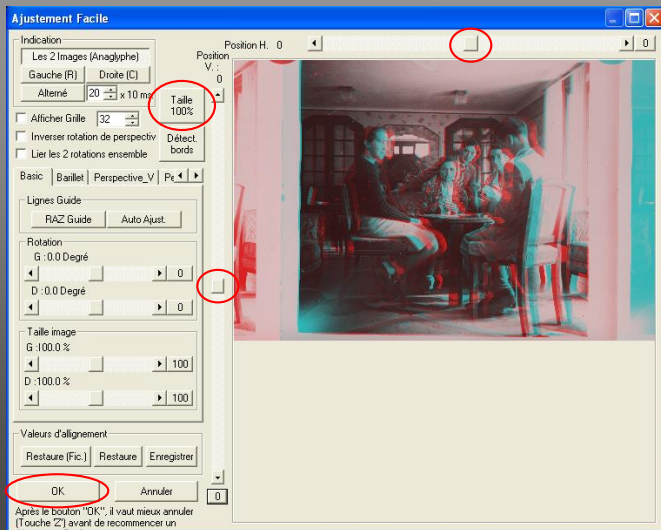 Ajustement Facile
Indication
Les 2 Images (Anaglyphe)
Gauche (R) Droite (C)
Alterné 20 x 10 ms
Position H. 0
0
Position
V. :
0
Taille
100%
Afficher Grille 32
Inverser rotation de perspectiv
Lier les 2 rotations ensemble
Détect.
bords
Basic Barillet Perspective_V Pe
Lignes Guide
RAZ Guide Auto Ajust.
Rotation
G :0.0 Degré
0
D :0.0 Degré
0
Taille image
G :100.0 %
100
D :100.0 %
100
Valeurs d'allignement
Restaure (Fic.) Restaure Enregistrer
OK Annuler
0
Après le bouton "OK", il vaut mieux annuler
(Touche 'Z') avant de recommencer un